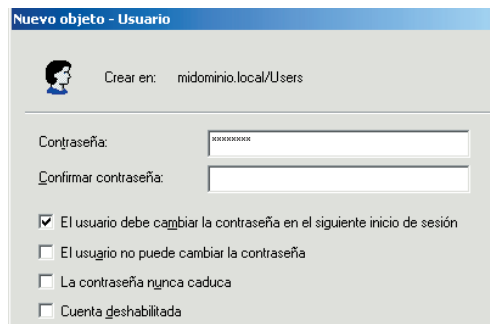 Nuevo objeto - Usuario
Crear en: midominio.local/Users
Contraseña: ********
Confirmar contraseña:
El usuario debe cambiar la contraseña en el siguiente inicio de sesión
El usuario no puede cambiar la contraseña
La contraseña nunca caduca
Cuenta deshabilitada